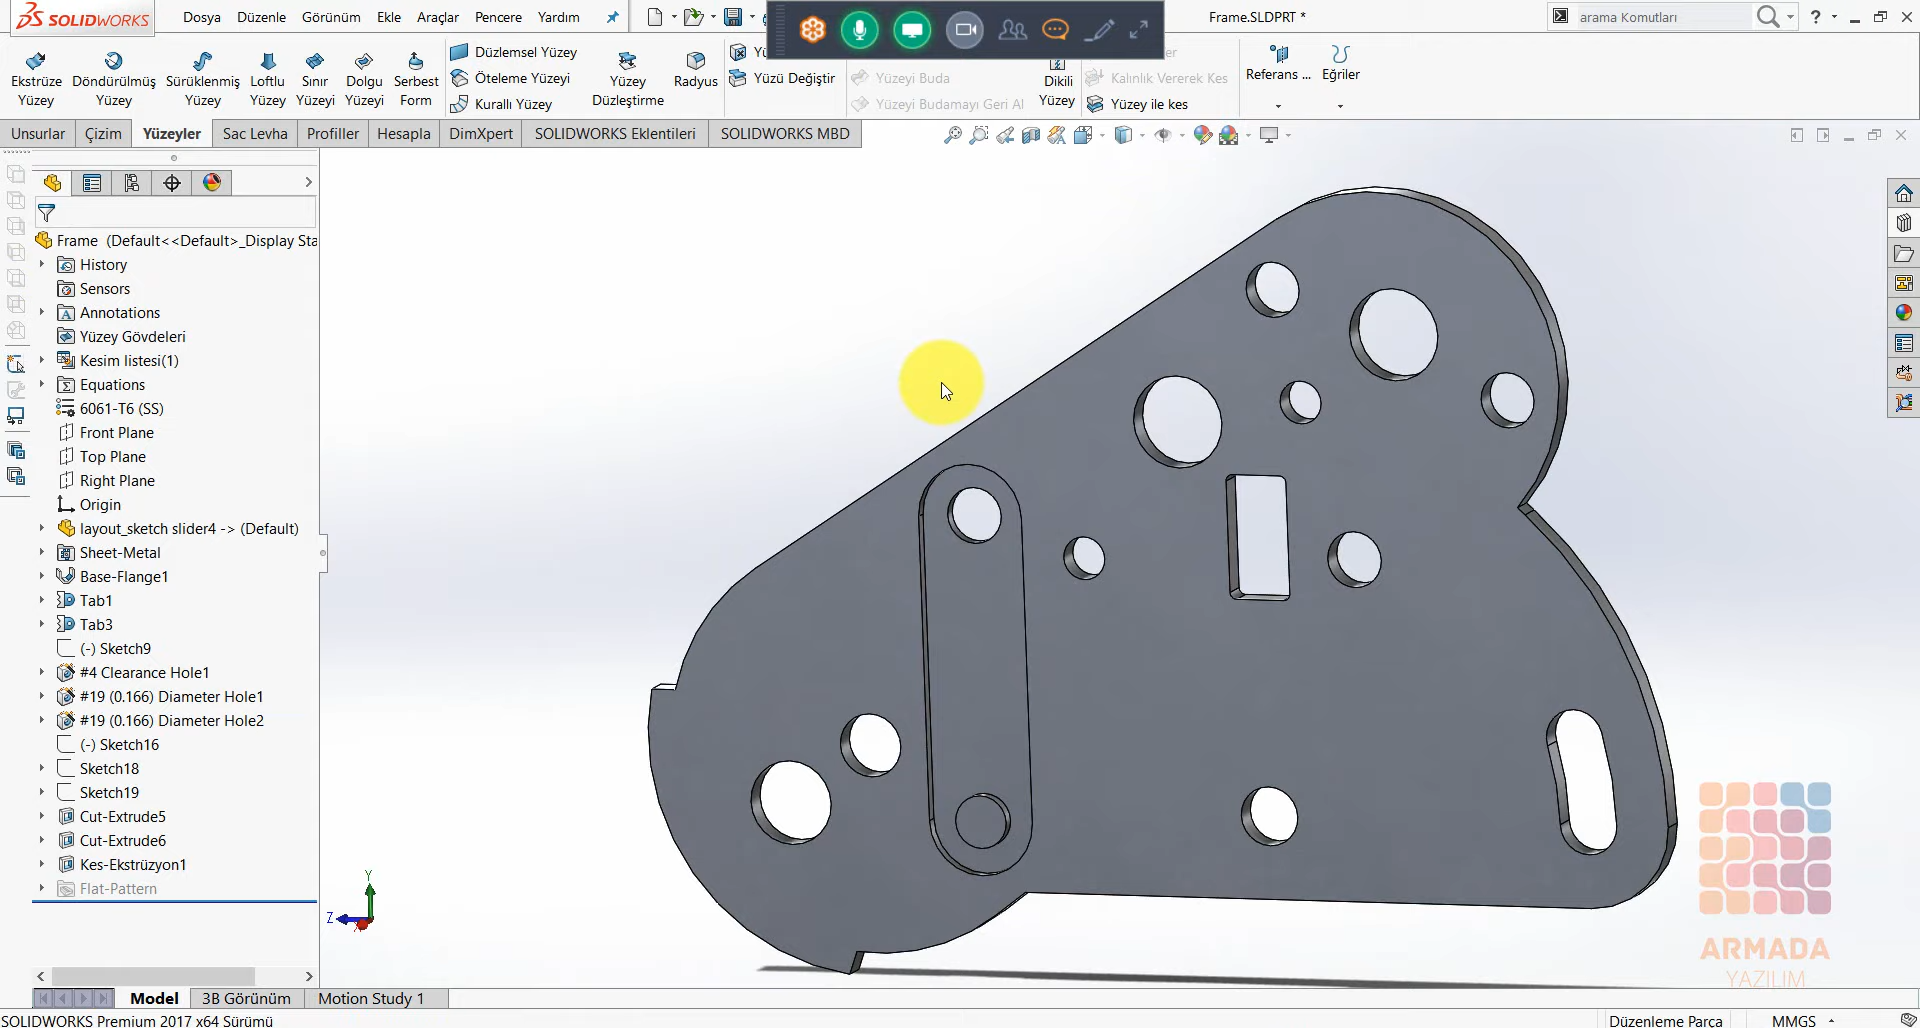 SOLIDWORKS
Dosya Düzenle Görünüm Ekle Araçlar Pencere Yardım
Frame.SLDPRT *
arama Komutları
Ekstrüze Yüzey
Döndürülmüş Yüzey
Sürüklenmiş Yüzey
Loftlu Yüzey
Sınır Yüzeyi
Dolgu Yüzeyi
Serbest Form
Düzlemsel Yüzey
Öteleme Yüzeyi
Kurallı Yüzey
Yüzey Düzleştirme
Radyus
Yüzü Değiştir
Yüzeyi Buda
Yüzeyi Budamayı Geri Al
Dikili Yüzey
Kalınlık Vererek Kes
Yüzey ile kes
Referans ...
Eğriler
Unsurlar Çizim Yüzeyler Sac Levha Profiller Hesapla DimXpert SOLIDWORKS Eklentileri SOLIDWORKS MBD
Frame (Default<<Default>_Display Sta
History
Sensors
Annotations
Yüzey Gövdeleri
Kesim listesi(1)
Equations
6061-T6 (SS)
Front Plane
Top Plane
Right Plane
Origin
layout_sketch slider4 -> (Default)
Sheet-Metal
Base-Flange1
Tab1
Tab3
(-) Sketch9
#4 Clearance Hole1
#19 (0.166) Diameter Hole1
#19 (0.166) Diameter Hole2
(-) Sketch16
Sketch18
Sketch19
Cut-Extrude5
Cut-Extrude6
Kes-Ekstrüzyon1
Flat-Pattern
Y
Z
ARMADA
YAZILIM
Model 3B Görünüm Motion Study 1
SOLIDWORKS Premium 2017 x64 Sürümü
Düzenleme Parça
MMGS